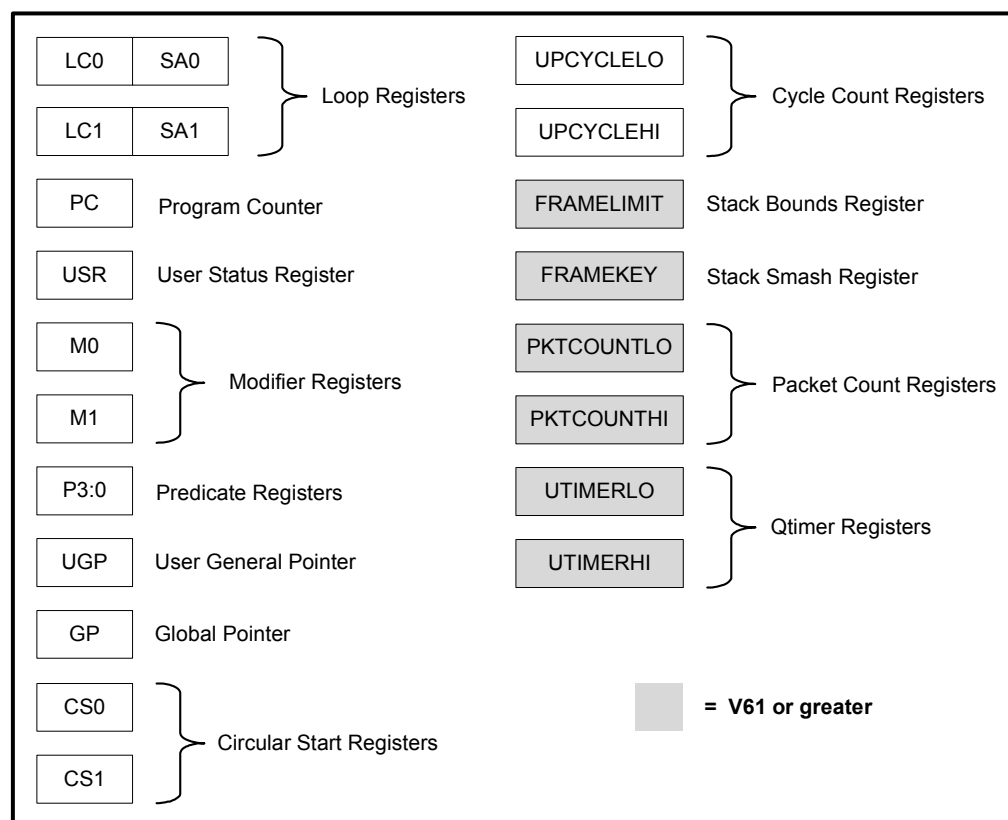 LC0 SA0
LC1 SA1
Loop Registers
PC Program Counter
USR User Status Register
M0
M1
Modifier Registers
P3:0 Predicate Registers
UGP User General Pointer
GP Global Pointer
CS0
CS1
Circular Start Registers
UPCYCLELO
UPCYCLEHI
Cycle Count Registers
FRAMELIMIT Stack Bounds Register
FRAMEKEY Stack Smash Register
PKTCOUNTLO
PKTCOUNTHI
Packet Count Registers
UTIMERLO
UTIMERHI
Qtimer Registers
= V61 or greater